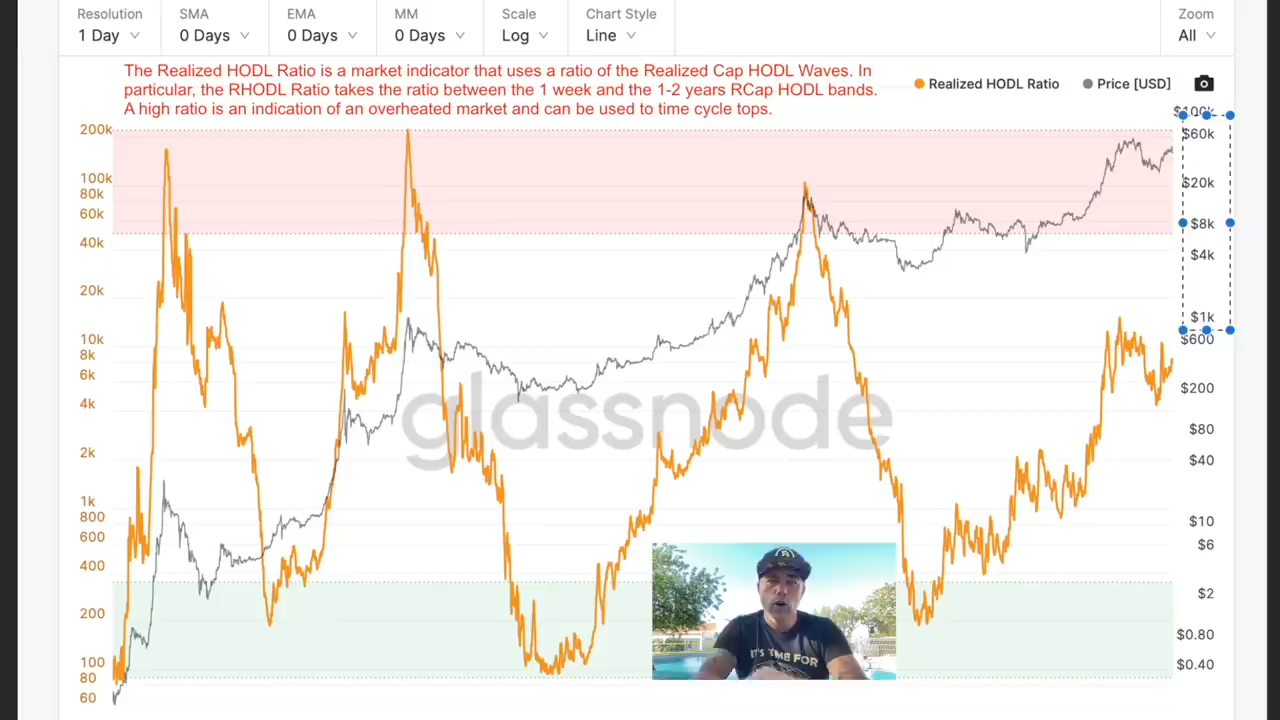 Resolution SMA EMA MM Scale Chart Style Zoom
1 Day 0 Days 0 Days 0 Days Log Line All
The Realized HODL Ratio is a market indicator that uses a ratio of the Realized Cap HODL Waves. In
particular, the RHODL Ratio takes the ratio between the 1 week and the 1-2 years RCap HODL bands.
A high ratio is an indication of an overheated market and can be used to time cycle tops.
Realized HODL Ratio Price [USD]
200k
100k
80k
60k
40k
20k
10k
8k
6k
4k
2k
1k
800
600
400
200
100
80
60
$100k
$60k
$20k
$8k
$4k
$1k
$600
$200
$80
$40
$10
$6
$2
$0.80
$0.40
glassnode
TIME FOR